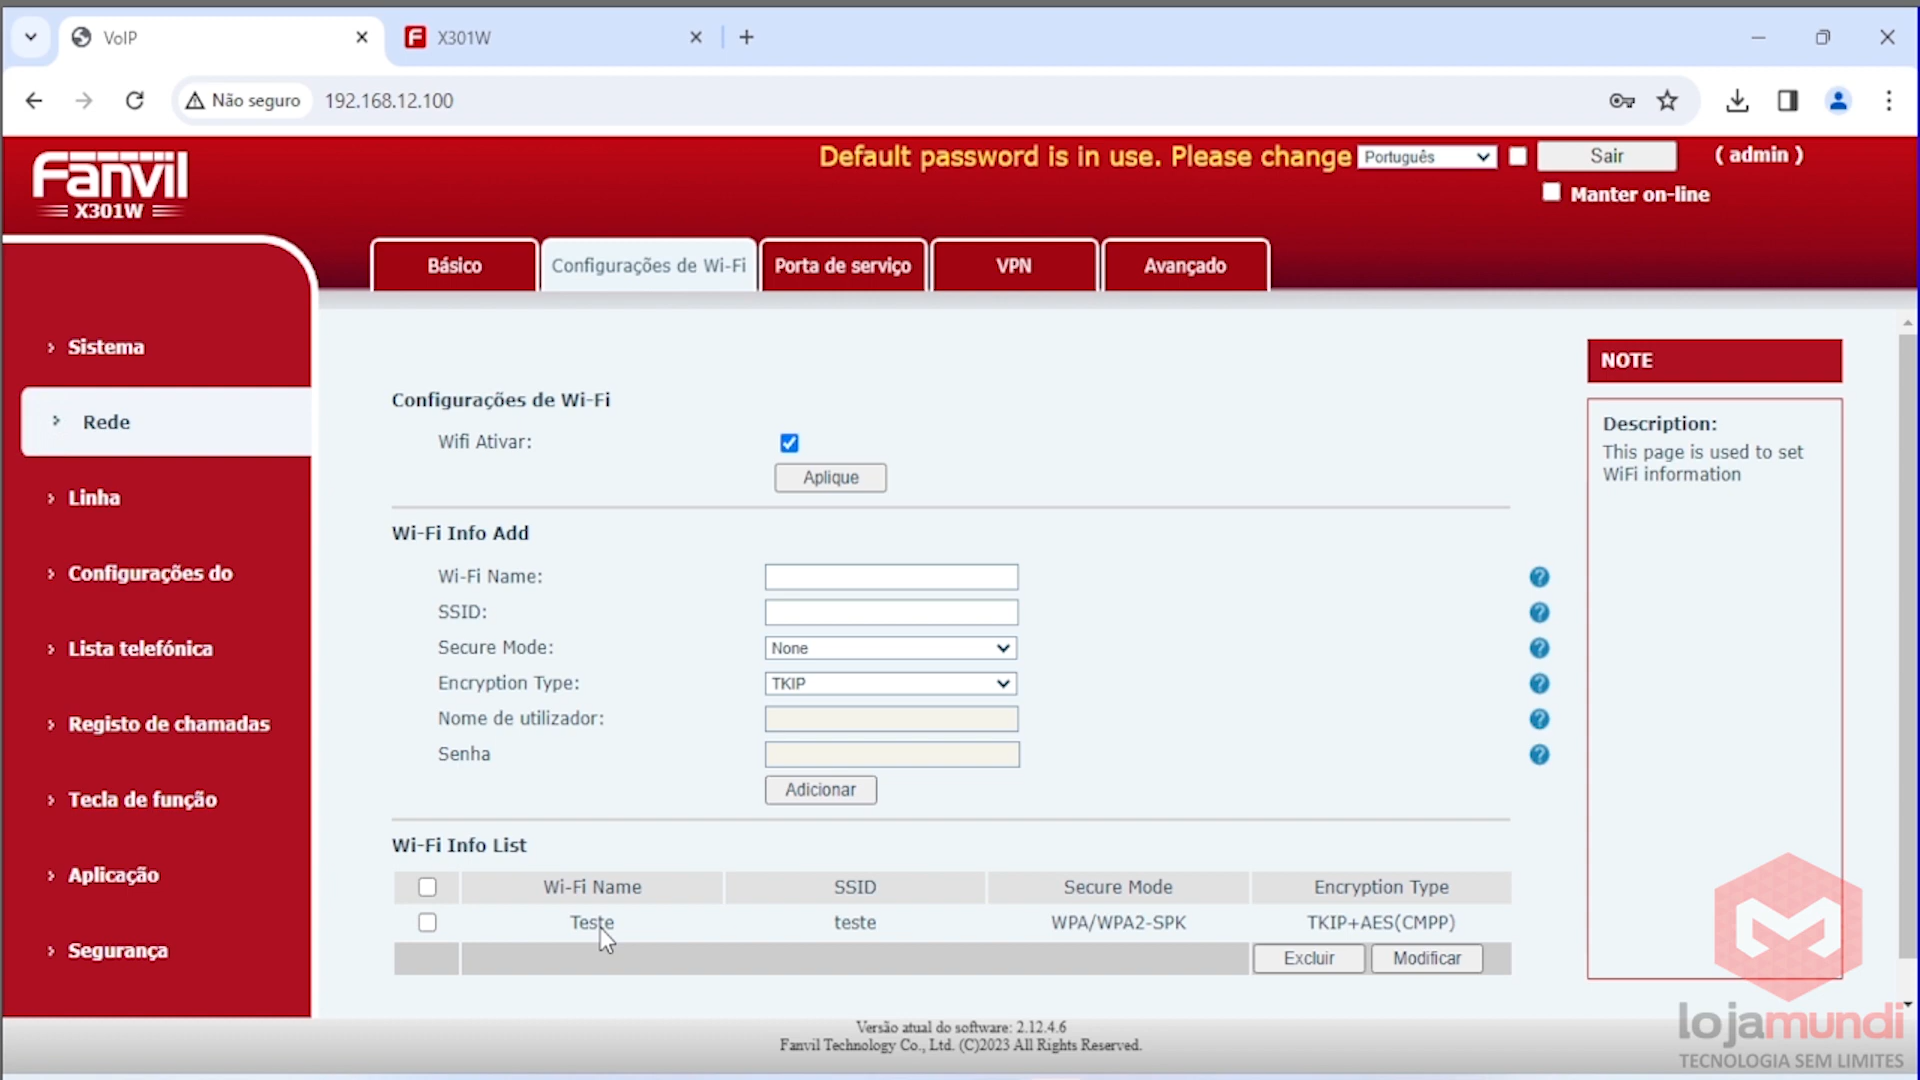 VoIP
X301W
Não seguro
192.168.12.100
Fanvil
X301W
Default password is in use. Please change
Português
Sair
( admin )
Manter on-line
Básico
Configurações de Wi-Fi
Porta de serviço
VPN
Avançado
Sistema
Rede
Linha
Configurações do
Lista telefónica
Registo de chamadas
Tecla de função
Aplicação
Segurança
Configurações de Wi-Fi
Wifi Ativar:
Aplique
Wi-Fi Info Add
Wi-Fi Name:
SSID:
Secure Mode: None
Encryption Type: TKIP
Nome de utilizador:
Senha
Adicionar
Wi-Fi Info List
Wi-Fi Name SSID Secure Mode Encryption Type
Teste teste WPA/WPA2-SPK TKIP+AES(CMPP)
Excluir Modificar
NOTE
Description:
This page is used to set
WiFi information
Versão atual do software: 2.12.4.6
Fanvil Technology Co., Ltd. (C)2023 All Rights Reserved.
lojamundi
TECNOLOGIA SEM LIMITES